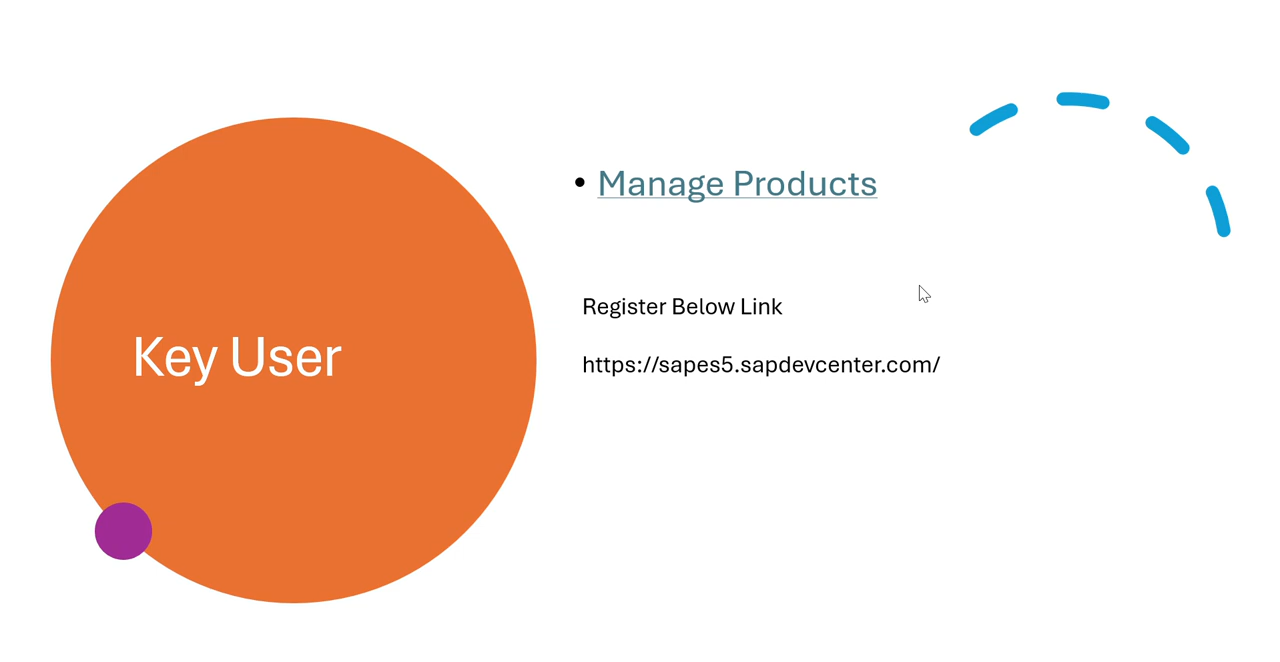 Key User
• Manage Products
Register Below Link
https://sapes5.sapdevcenter.com/